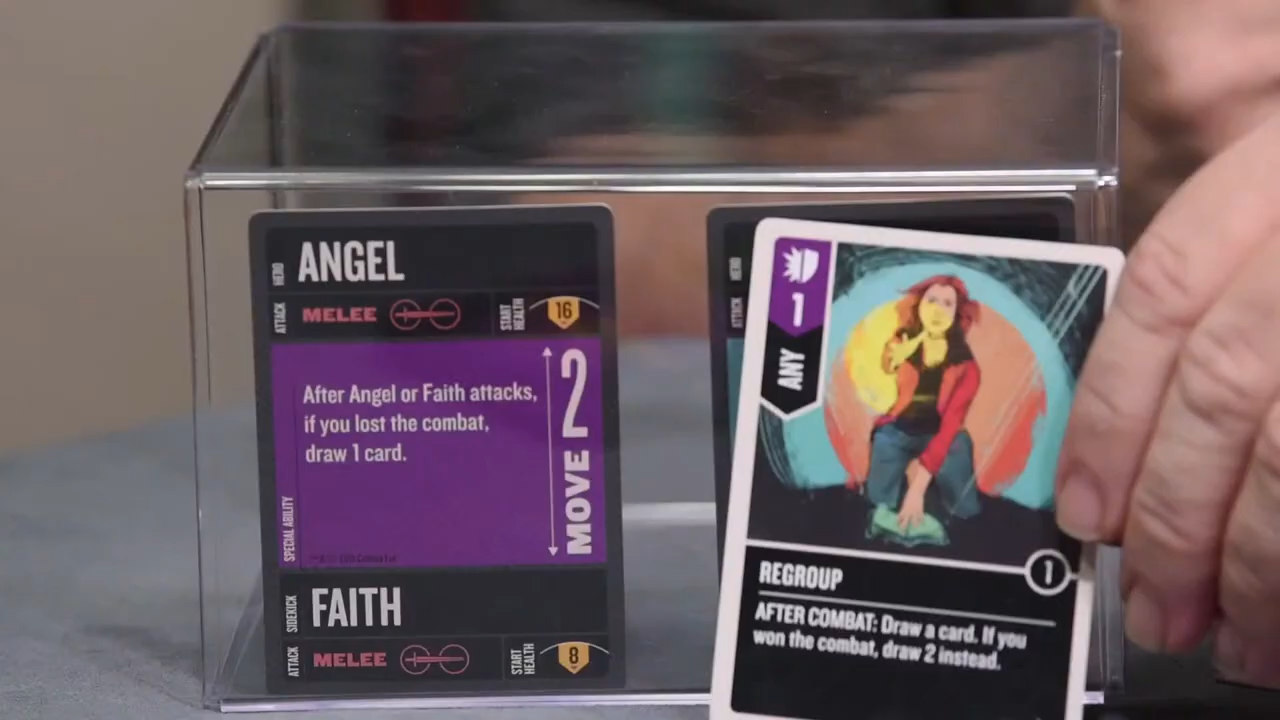 HERO
ANGEL
ATTACK
MELEE
START
HEALTH
16
After Angel or Faith attacks,
if you lost the combat,
draw 1 card.
SPECIAL ABILITY
MOVE 2
SIDEKICK
FAITH
ATTACK
MELEE
START
HEALTH
8
HERO
ATTACK
1
ANY
REGROUP
1
AFTER COMBAT: Draw a card. If you
won the combat, draw 2 instead.